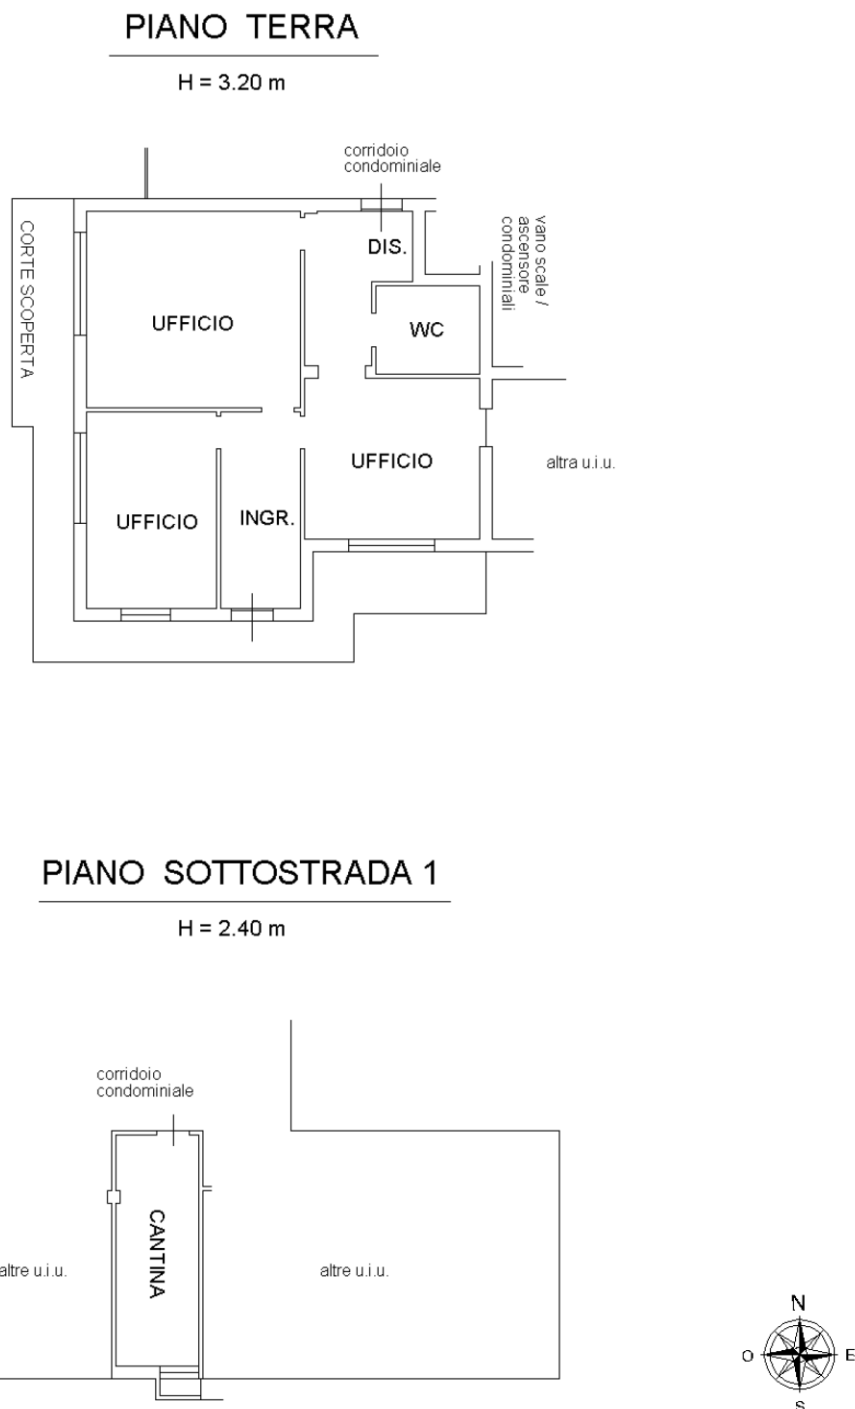 PIANO TERRA
H = 3.20 m
corridoio
condominiale
CORTE SCOPERTA
DIS.
vano scale /
ascensore
condominiali
UFFICIO
WC
UFFICIO
altra u.i.u.
UFFICIO
INGR.
PIANO SOTTOSTRADA 1
H = 2.40 m
corridoio
condominiale
CANTINA
altre u.i.u.
altre u.i.u.
N
O
E
S